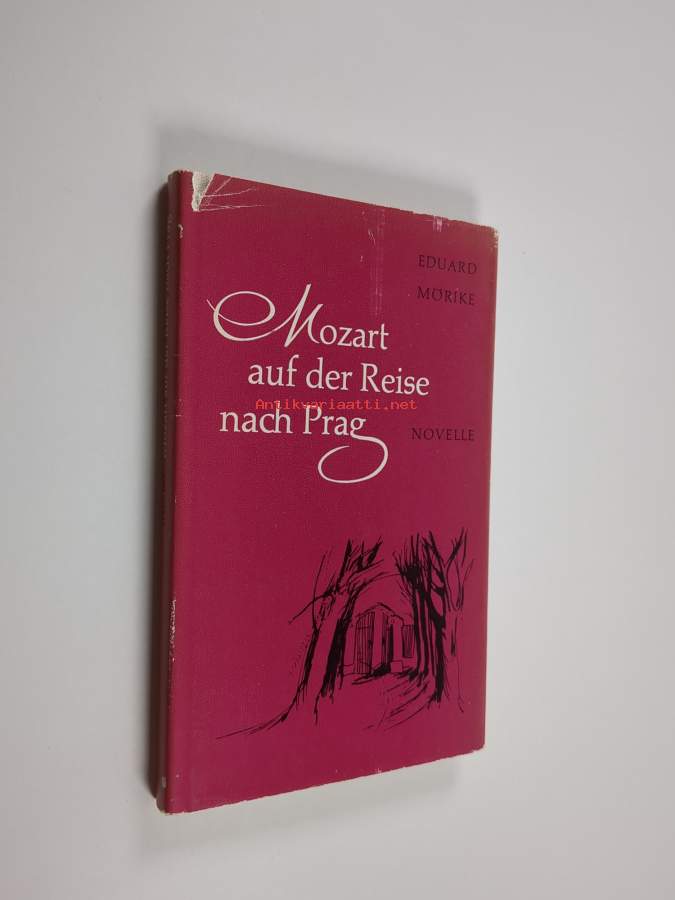 EDUARD
MÖRIKE
Mozart
auf der Reise
nach Prag
NOVELLE
Antikvariaatti.net